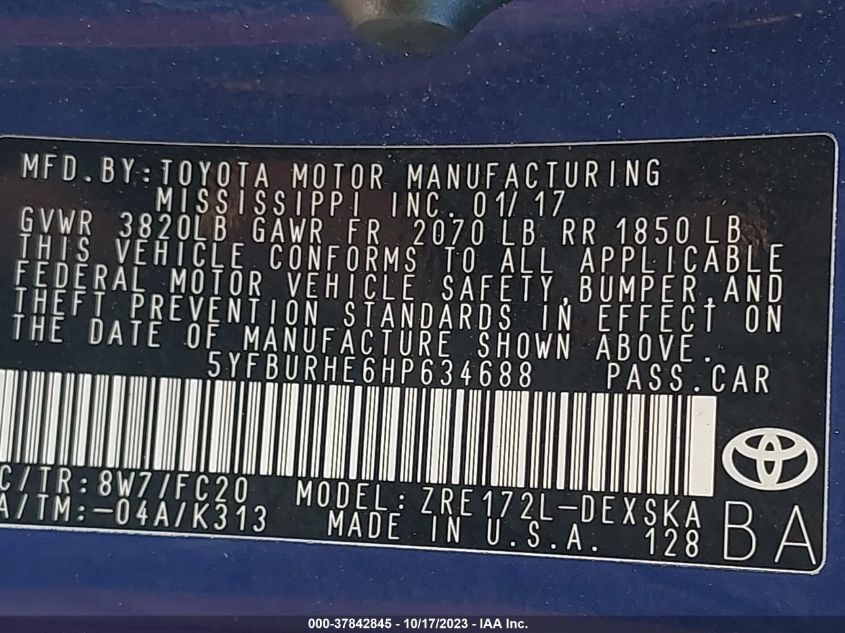 MFD.BY:TOYOTA MOTOR MANUFACTURING
MISSISSIPPI INC. 01/17
GVWR 3820LB GAWR FR 2070 LB RR 1850 LB
THIS VEHICLE CONFORMS TO ALL APPLICABLE
FEDERAL MOTOR VEHICLE SAFETY,BUMPER,AND
THEFT PREVENTION STANDARDS IN EFFECT ON
THE DATE OF MANUFACTURE SHOWN ABOVE.
5YFBURHE6HP634688 PASS.CAR
C/TR:8W7/FC20 MODEL:ZRE172L-DEXSKA
A/TM:-04A/K313 MADE IN U.S.A. 128 BA
000-37842845 - 10/17/2023 - IAA Inc.